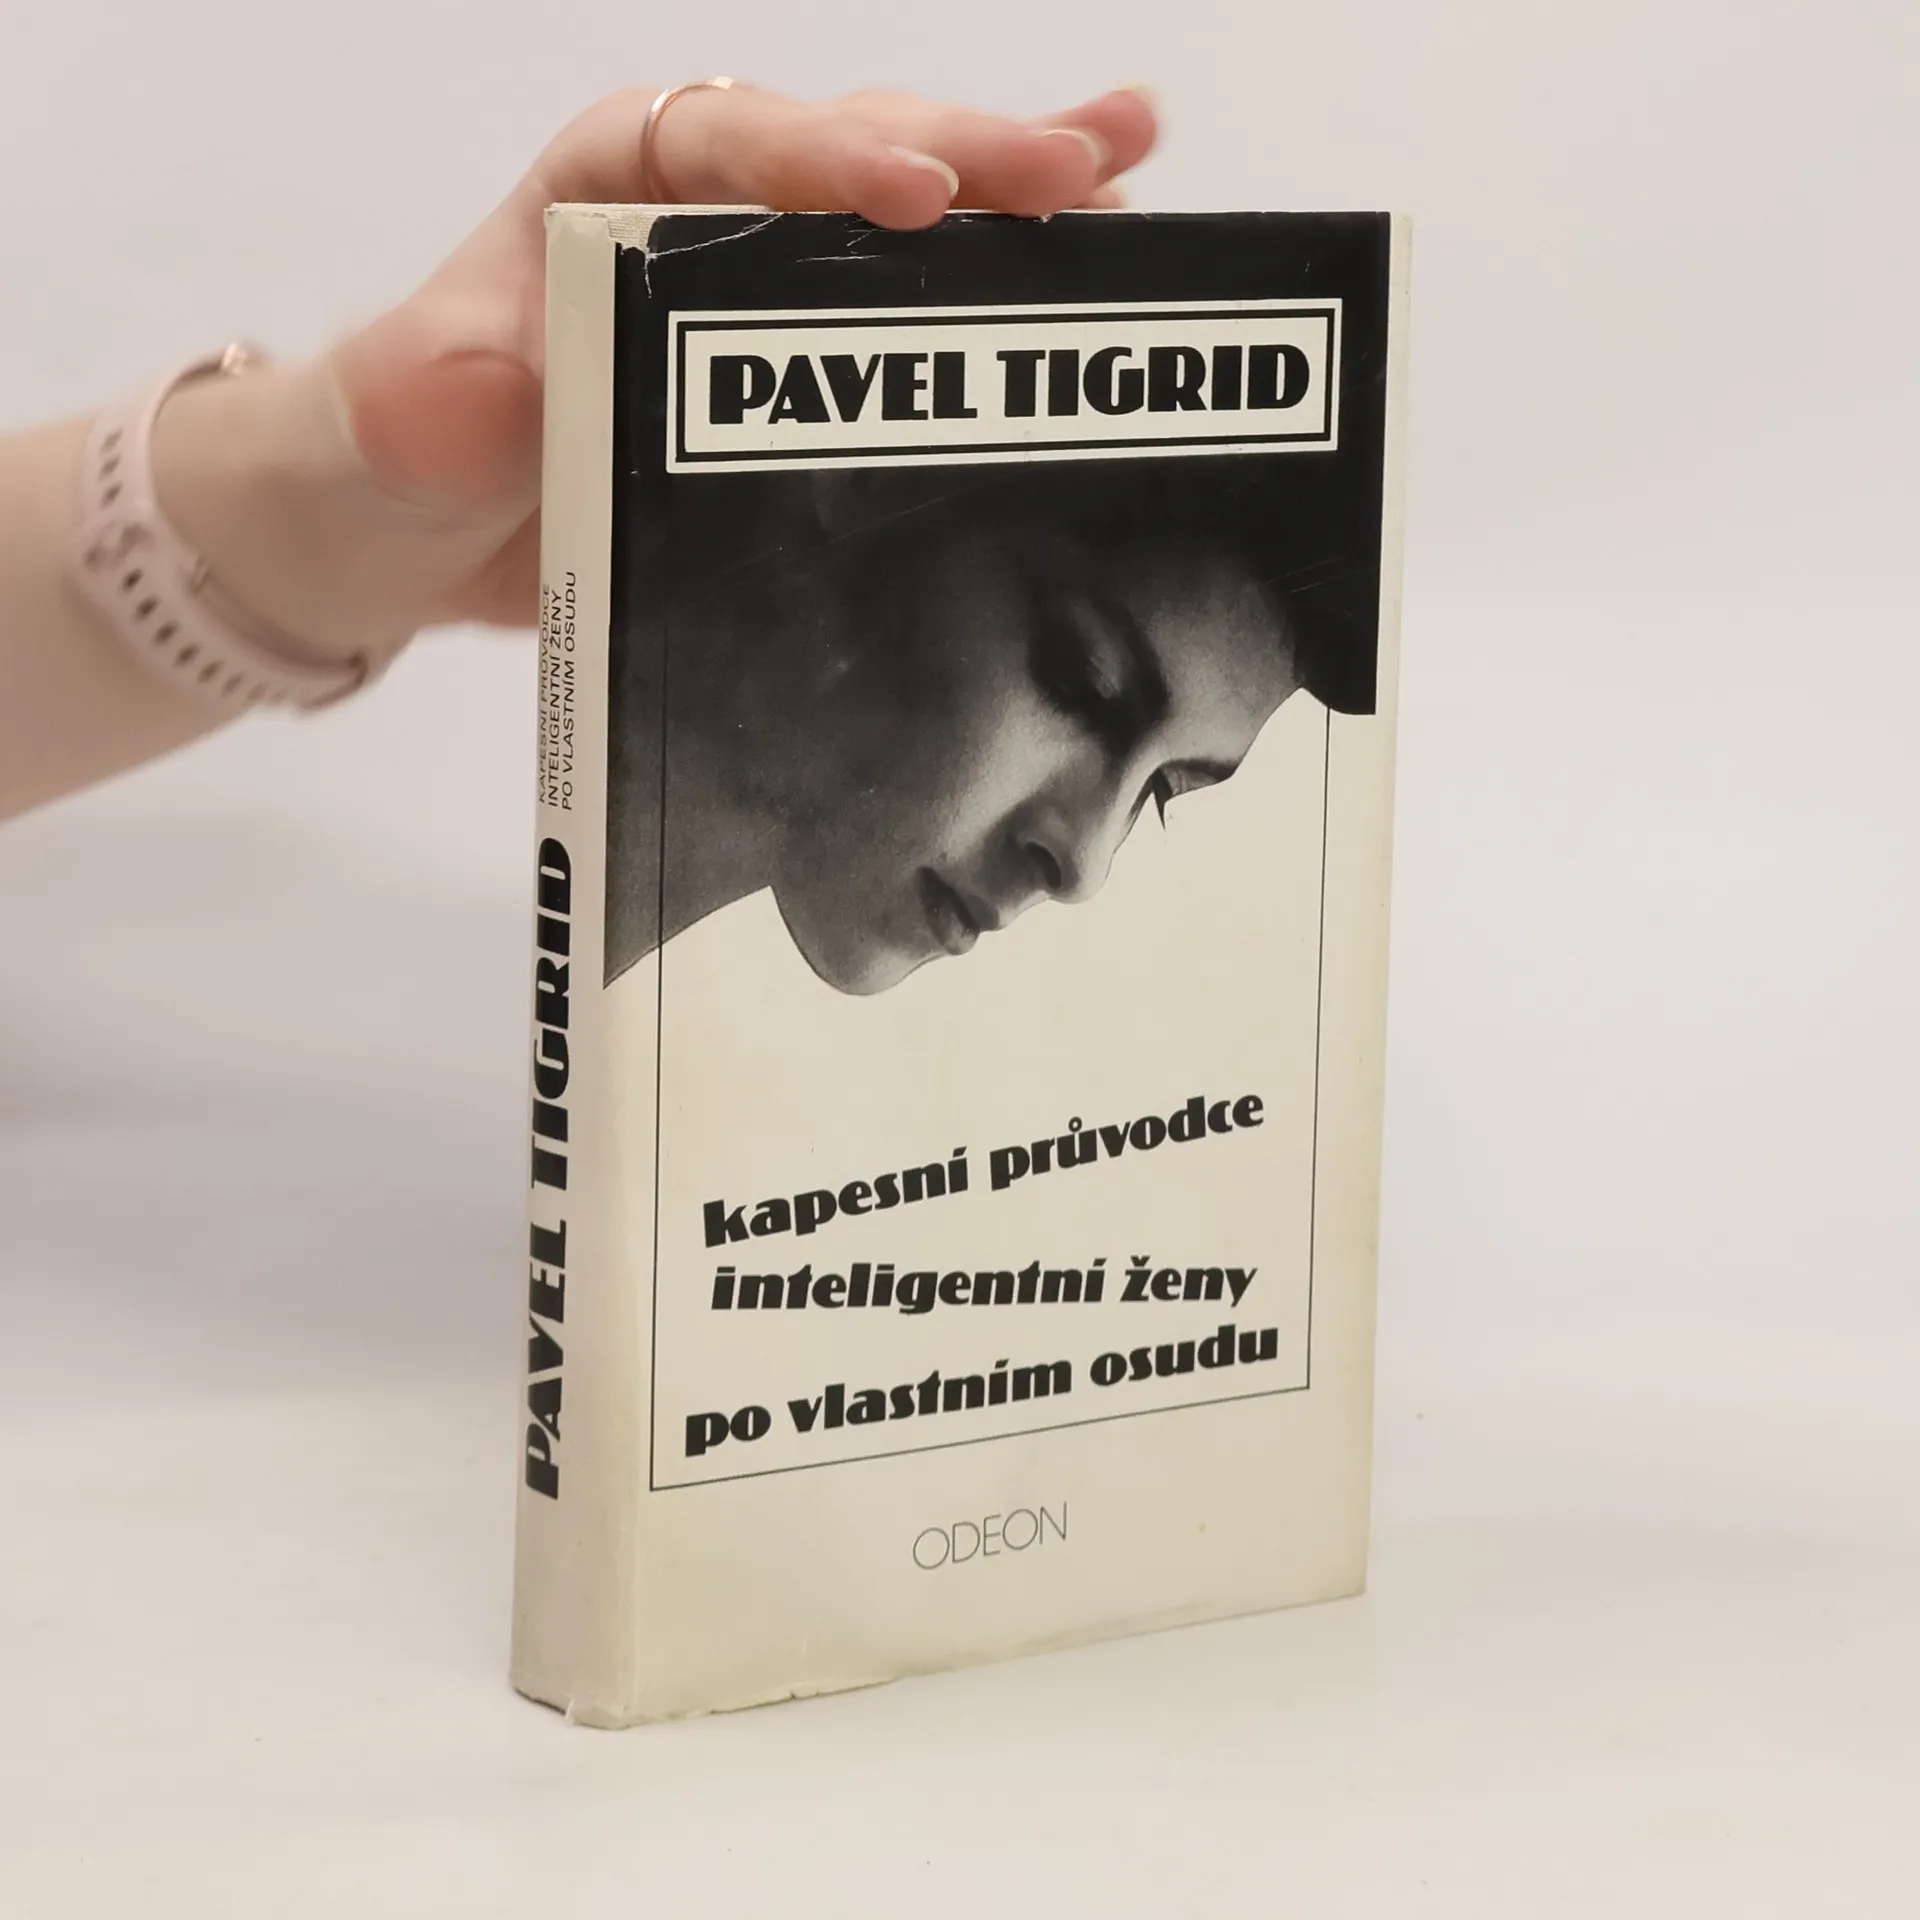 PAVEL TIGRID
kapesní průvodce
inteligentní ženy
po vlastním osudu
ODEON
PAVEL TIGRID
KAPESNÍ PRŮVODCE
INTELIGENTNÍ ŽENY
PO VLASTNÍM OSUDU